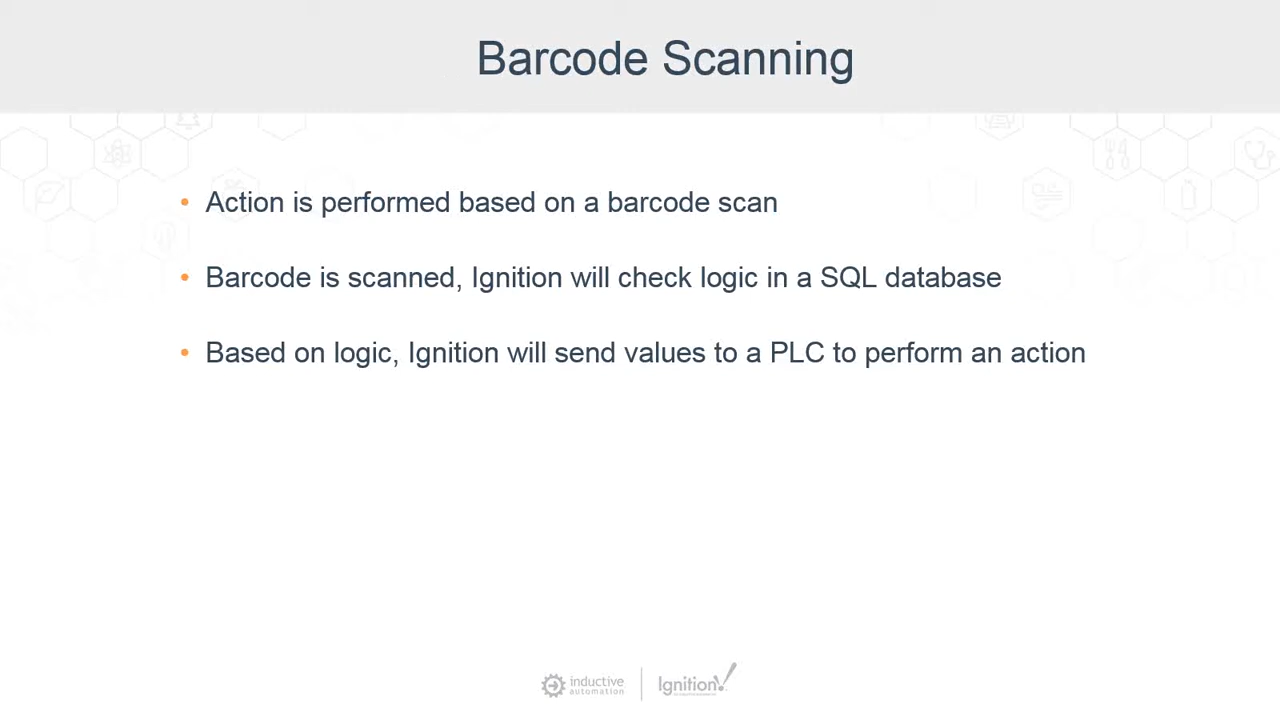 Barcode Scanning
• Action is performed based on a barcode scan
• Barcode is scanned, Ignition will check logic in a SQL database
• Based on logic, Ignition will send values to a PLC to perform an action
inductive
automation
Ignition!